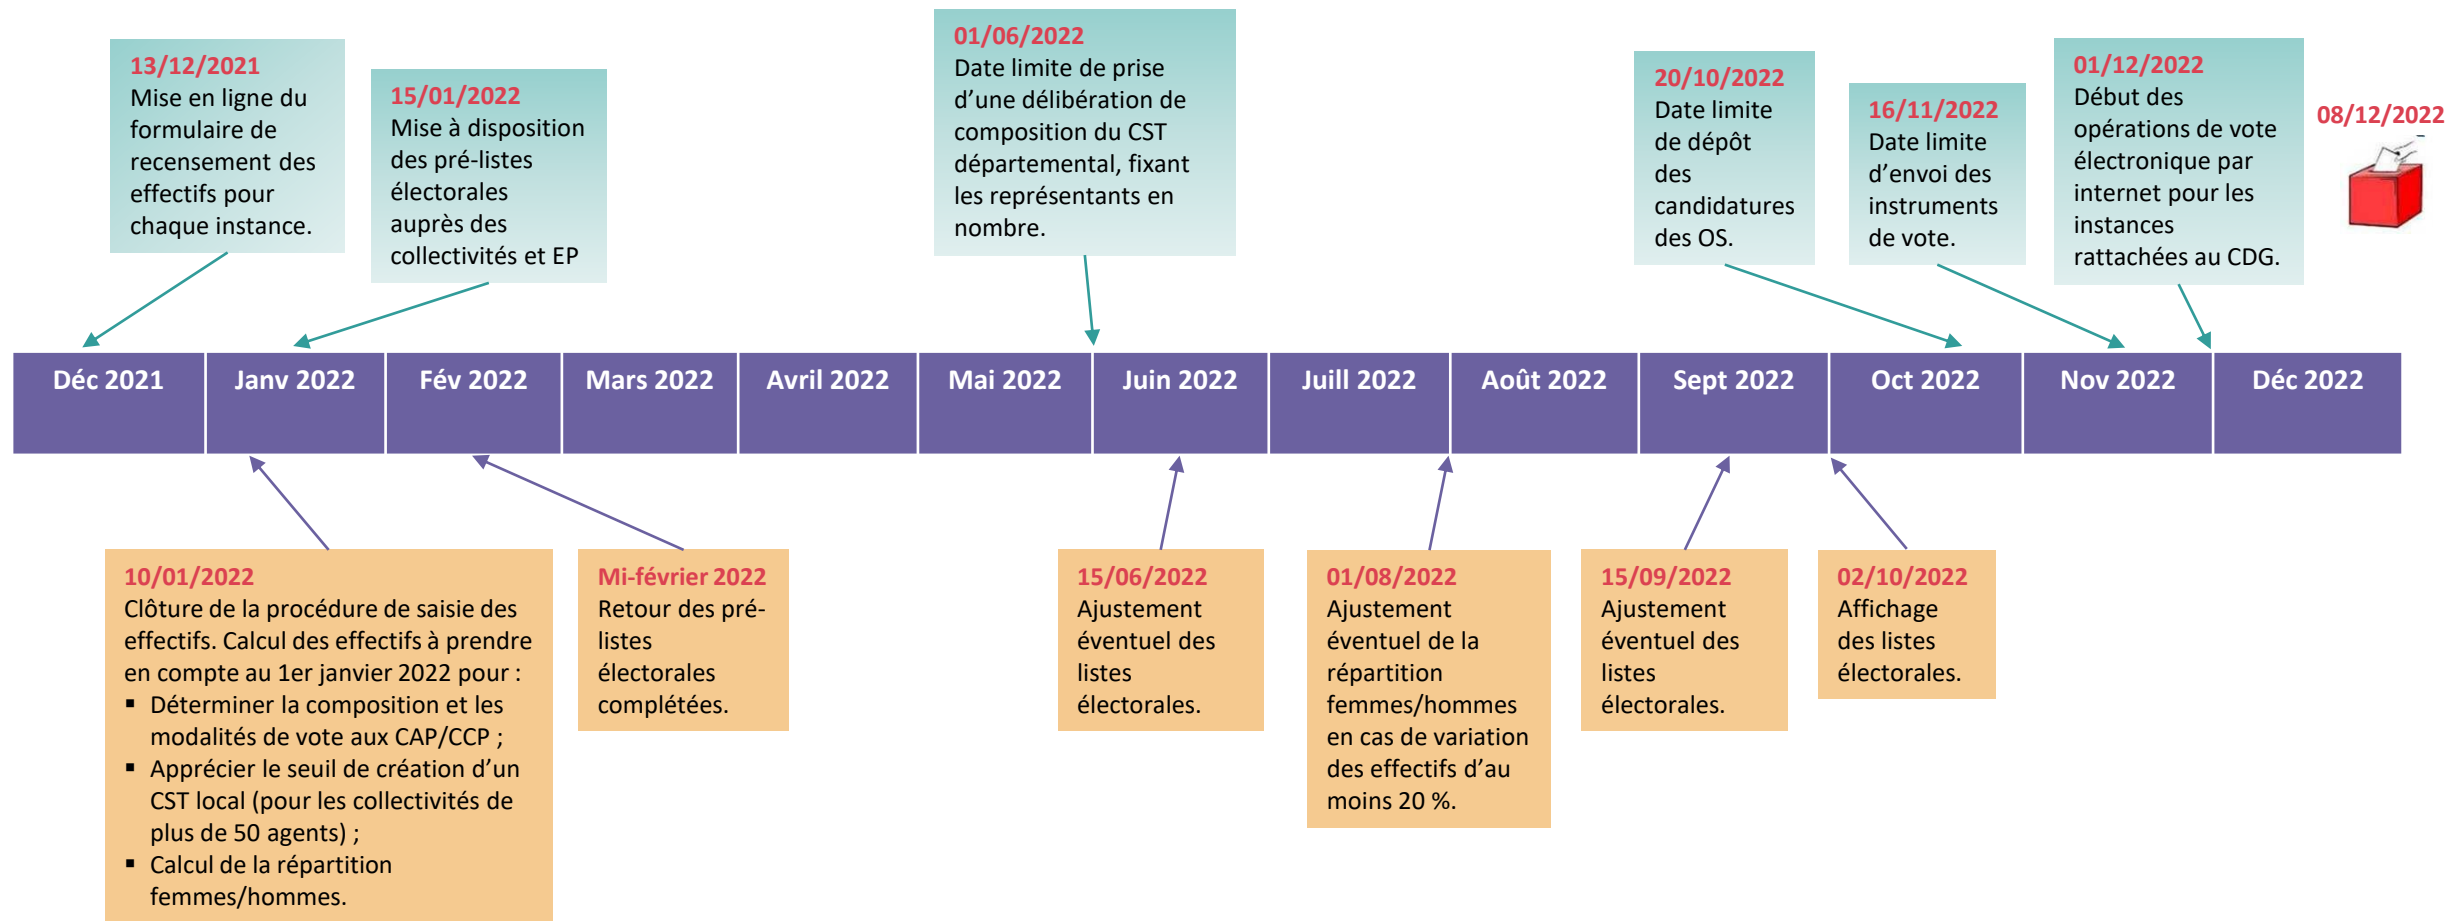 13/12/2021
Mise en ligne du
formulaire de
recensement des
effectifs pour
chaque instance.
15/01/2022
Mise à disposition
des pré-listes
électorales
auprès des
collectivités et EP
01/06/2022
Date limite de prise
d’une délibération de
composition du CST
départemental, fixant
les représentants en
nombre.
20/10/2022
Date limite
de dépôt
des
candidatures
des OS.
16/11/2022
Date limite
d’envoi des
instruments
de vote.
01/12/2022
Début des
opérations de vote
électronique par
internet pour les
instances
rattachées au CDG.
08/12/2022
Déc 2021
Janv 2022
Fév 2022
Mars 2022
Avril 2022
Mai 2022
Juin 2022
Juill 2022
Août 2022
Sept 2022
Oct 2022
Nov 2022
Déc 2022
10/01/2022
Clôture de la procédure de saisie des
effectifs. Calcul des effectifs à prendre
en compte au 1er janvier 2022 pour :
▪ Déterminer la composition et les
modalités de vote aux CAP/CCP ;
▪ Apprécier le seuil de création d’un
CST local (pour les collectivités de
plus de 50 agents) ;
▪ Calcul de la répartition
femmes/hommes.
Mi-février 2022
Retour des pré-
listes
électorales
complétées.
15/06/2022
Ajustement
éventuel des
listes
électorales.
01/08/2022
Ajustement
éventuel de la
répartition
femmes/hommes
en cas de variation
des effectifs d’au
moins 20 %.
15/09/2022
Ajustement
éventuel des
listes
électorales.
02/10/2022
Affichage
des listes
électorales.